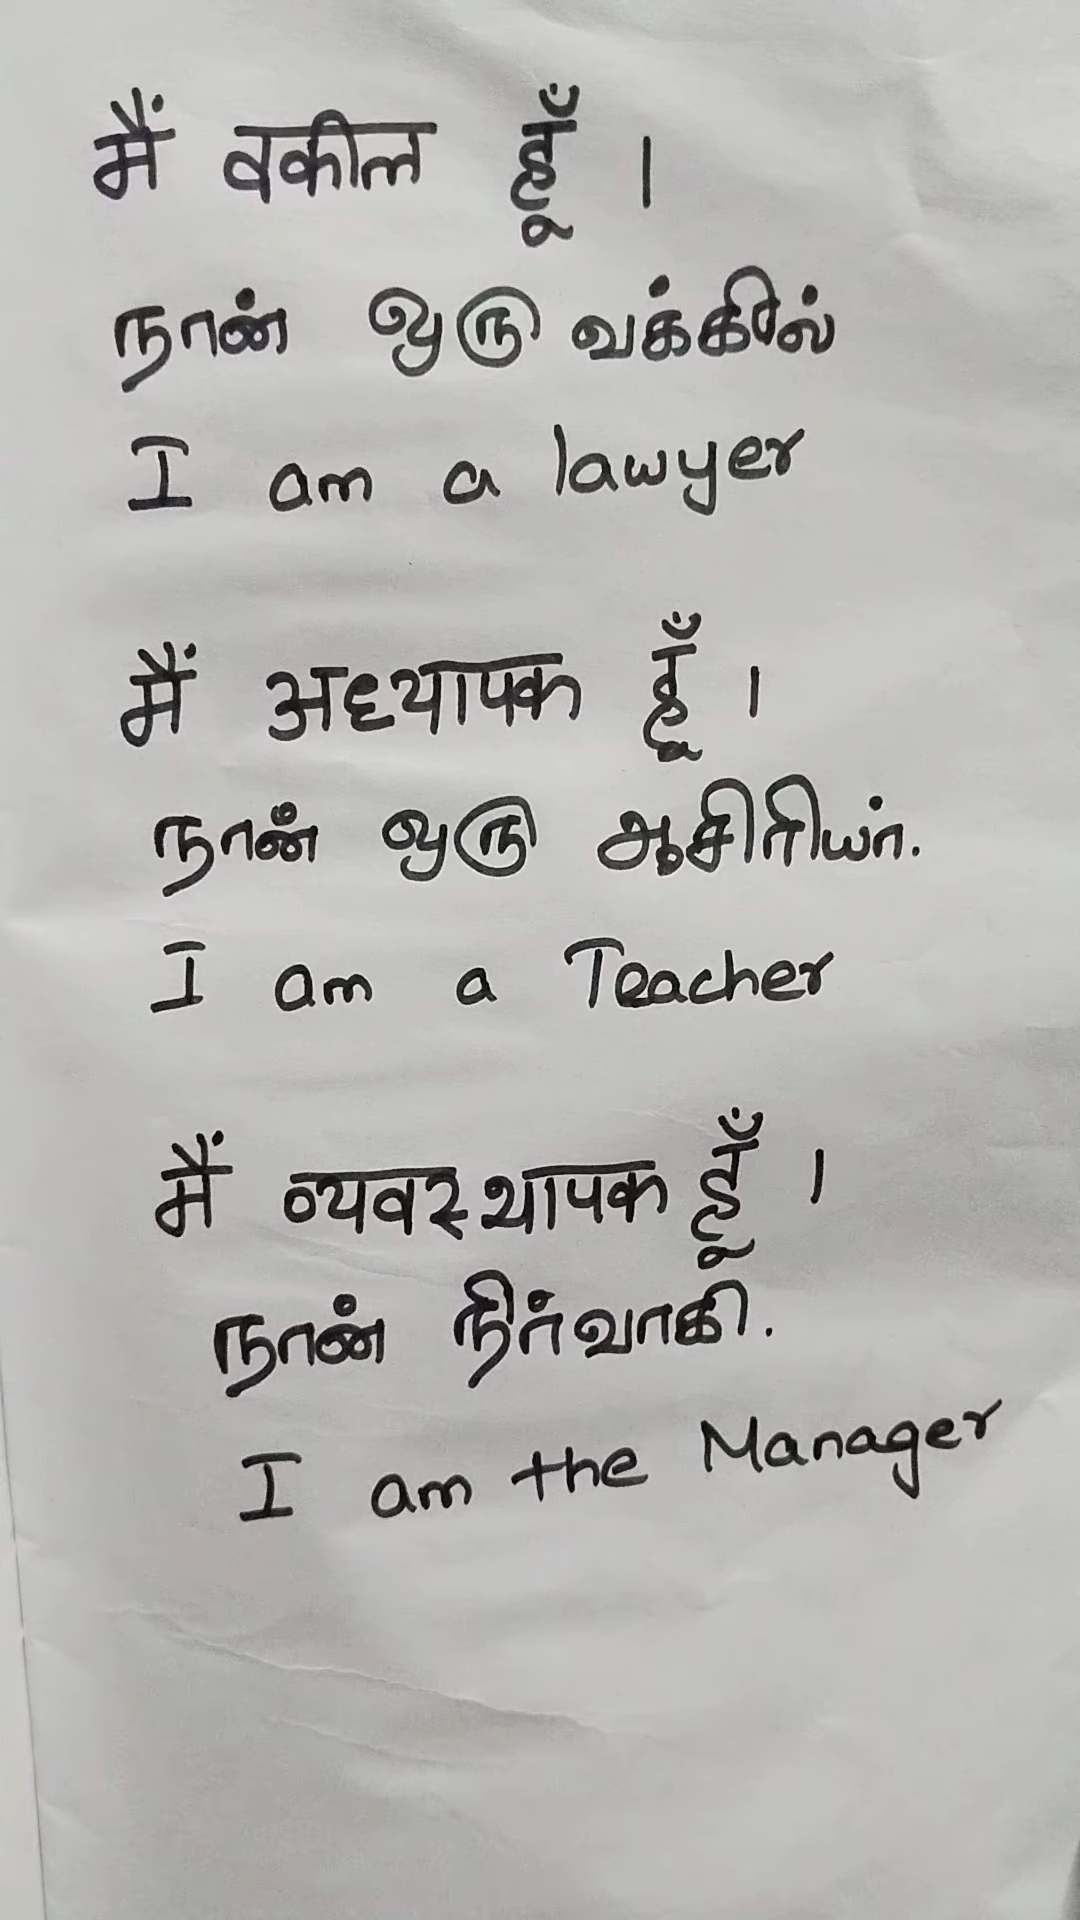 मैं वकील हूँ ।
நான் ஒரு வக்கீல்
I am a lawyer
मैं अध्यापक हूँ ।
நான் ஒரு ஆசிரியர்.
I am a Teacher
मैं व्यवस्थापक हूँ ।
நான் நிர்வாகி.
I am the Manager